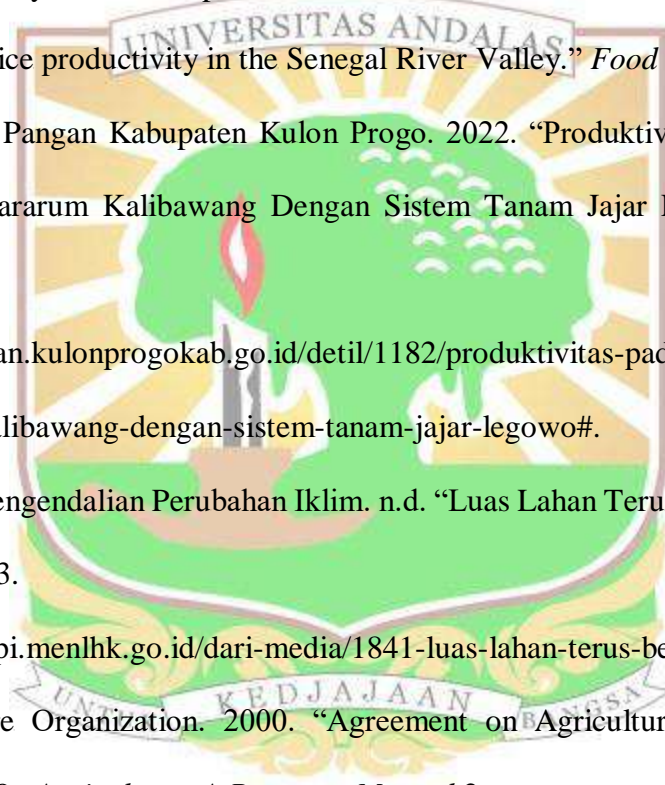 UNIVERSITAS ANDALAS
ice productivity in the Senegal River Valley.” Food
Pangan Kabupaten Kulon Progo. 2022. “Produktiv
ararum Kalibawang Dengan Sistem Tanam Jajar
an.kulonprogokab.go.id/detil/1182/produktivitas-pad
alibawang-dengan-sistem-tanam-jajar-legowo#.
engendalian Perubahan Iklim. n.d. “Luas Lahan Teru
3.
pi.menlhk.go.id/dari-media/1841-luas-lahan-terus-be
UNTUK KEDJAJAAN BANGSA
e Organization. 2000. “Agreement on Agricultur